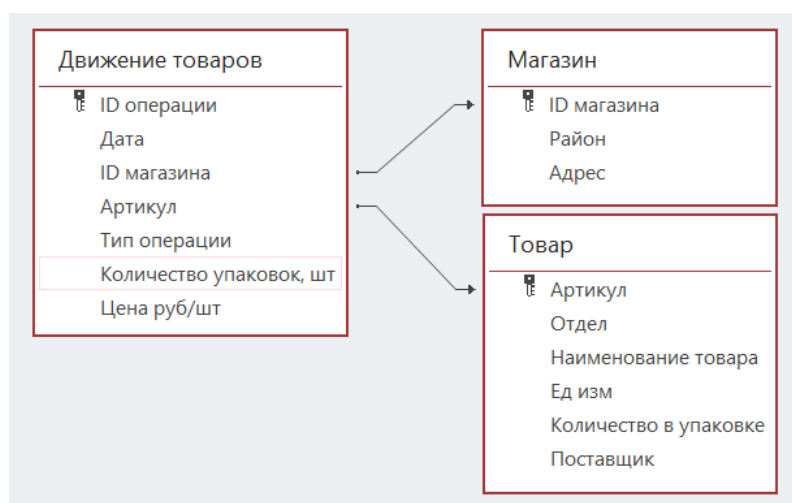 Движение товаров
ID операции
Дата
ID магазина
Артикул
Тип операции
Количество упаковок, шт
Цена руб/шт
Магазин
ID магазина
Район
Адрес
Товар
Артикул
Отдел
Наименование товара
Ед изм
Количество в упаковке
Поставщик